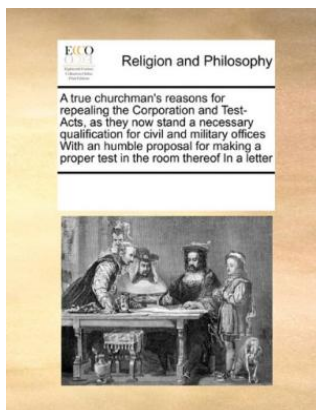 ECCO
Religion and Philosophy
A true churchman's reasons for
repealing the Corporation and Test-
Acts, as they now stand a necessary
qualification for civil and military offices
With an humble proposal for making a
proper test in the room thereof In a letter